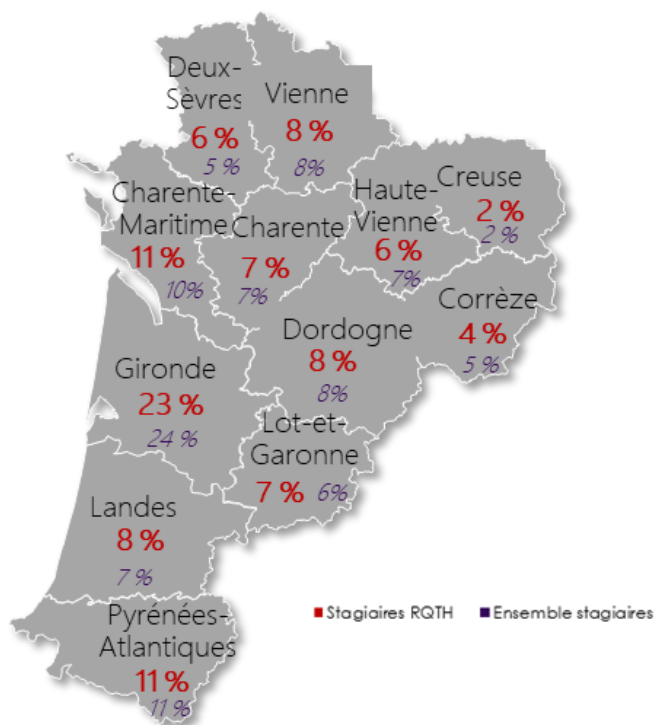 Deux-
Sèvres
6 %
5 %
Vienne
8 %
8%
Charente-
Maritime
11 %
10%
Charente
7 %
7%
Haute-
Vienne
6 %
7%
Creuse
2 %
2 %
Corrèze
4 %
5 %
Dordogne
8 %
8%
Gironde
23 %
24 %
Lot-et-
Garonne
7 % 6%
Landes
8 %
7 %
Pyrénées-
Atlantiques
11 %
11 %
Stagiaires RQTH Ensemble stagiaires